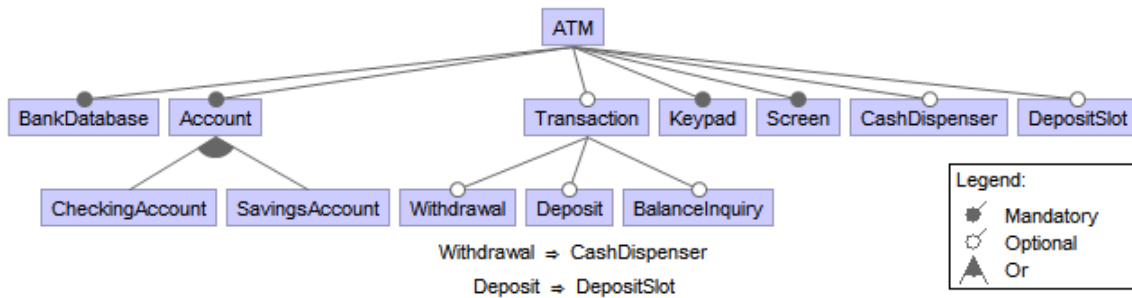 ATM
BankDatabase Account Transaction Keypad Screen CashDispenser DepositSlot
CheckingAccount SavingsAccount Withdrawal Deposit BalanceInquiry
Withdrawal ⇒ CashDispenser
Deposit ⇒ DepositSlot
Legend:
Mandatory
Optional
Or